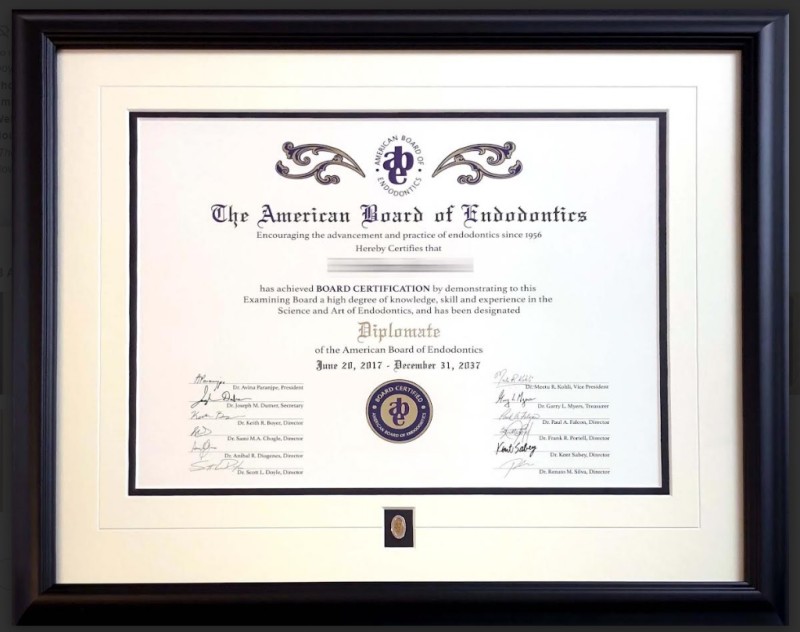 AMERICAN BOARD OF ENDODONTICS
abe
The American Board of Endodontics
Encouraging the advancement and practice of endodontics since 1956
Hereby Certifies that
has achieved BOARD CERTIFICATION by demonstrating to this
Examining Board a high degree of knowledge, skill and experience in the
Science and Art of Endodontics, and has been designated
Diplomate
of the American Board of Endodontics
June 20, 2017 - December 31, 2037
Dr. Avina Paranjpe, President
Dr. Joseph M. Dutner, Secretary
Dr. Keith R. Boyer, Director
Dr. Sami M.A. Chogle, Director
Dr. Anibal R. Diogenes, Director
Dr. Scott L. Doyle, Director
BOARD CERTIFIED
abe
AMERICAN BOARD OF ENDODONTICS
Dr. Meetu R. Kohli, Vice President
Dr. Garry L. Myers, Treasurer
Dr. Paul A. Falcon, Director
Dr. Frank R. Portell, Director
Kent Sabey
Dr. Kent Sabey, Director
Dr. Renato M. Silva, Director